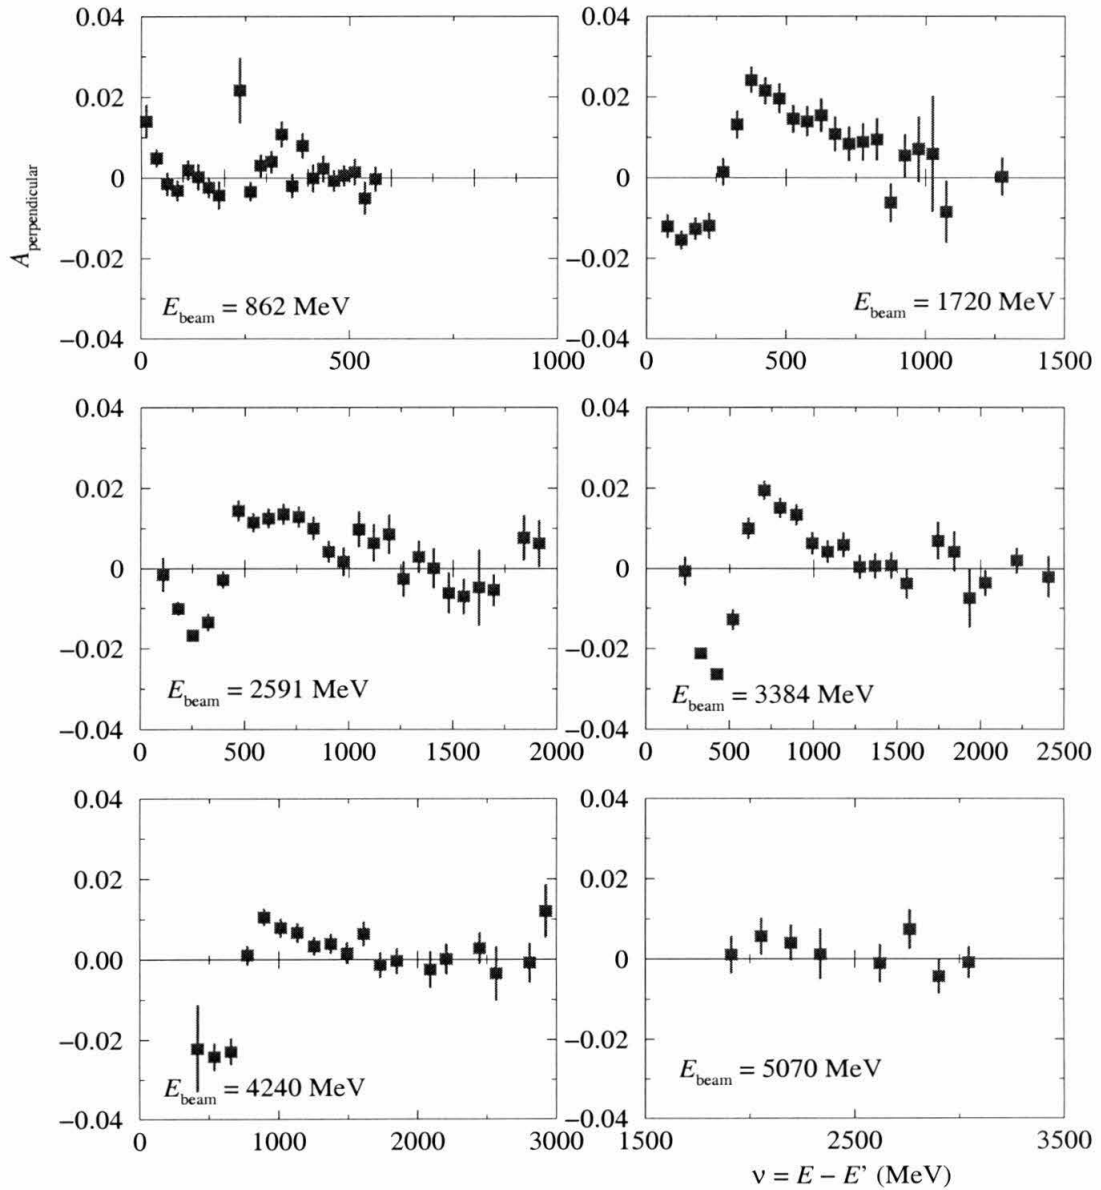 A_perpendicular
0.04 0.04
0.02 0.02
0 0
−0.02 −0.02
E_beam = 862 MeV E_beam = 1720 MeV
−0.04 −0.04
0 500 1000 0 500 1000 1500
0.04 0.04
0.02 0.02
0 0
−0.02 −0.02
E_beam = 2591 MeV E_beam = 3384 MeV
−0.04 −0.04
0 500 1000 1500 2000 0 500 1000 1500 2000 2500
0.04 0.04
0.02 0.02
0.00 0
−0.02 −0.02
E_beam = 4240 MeV E_beam = 5070 MeV
−0.04 −0.04
0 1000 2000 3000 1500 2500 3500
ν = E − E’ (MeV)